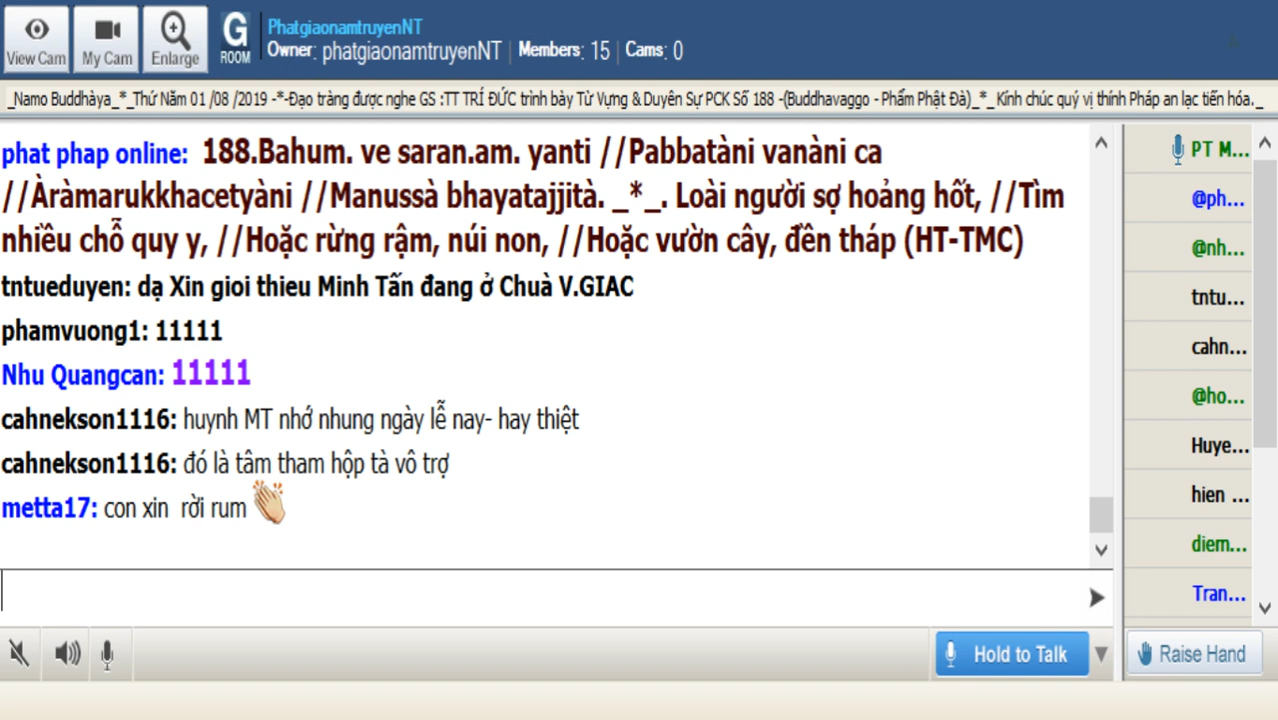 View Cam
My Cam
Enlarge
G
ROOM
PhatgiaonamtruyenNT
Owner: phatgiaonamtruyenNT | Members: 15 | Cams: 0
_Namo Buddhàya_*_Thứ Năm 01 /08 /2019 -*-Đạo tràng được nghe GS :TT TRÍ ĐỨC trình bày Từ Vựng & Duyên Sự PCK Số 188 -(Buddhavaggo - Phẩm Phật Đà)_*_ Kính chúc quý vị thính Pháp an lạc tiến hóa._
phat phap online: 188.Bahum. ve saran.am. yanti //Pabbatàni vanàni ca
//Àràmarukkhacetyàni //Manussà bhayatajjità. _*_. Loài người sợ hoảng hốt, //Tìm
nhiều chỗ quy y, //Hoặc rừng rậm, núi non, //Hoặc vườn cây, đền tháp (HT-TMC)
tntueduyen: dạ Xin gioi thieu Minh Tấn đang ở Chuà V.GIAC
phamvuong1: 11111
Nhu Quangcan: 11111
cahnekson1116: huynh MT nhớ nhung ngày lễ nay- hay thiệt
cahnekson1116: đó là tâm tham hộp tà vô trợ
metta17: con xin rời rum
PT M...
@ph...
@nh...
tntu...
cahn...
@ho...
Huye...
hien ...
diem...
Tran...
Hold to Talk
Raise Hand